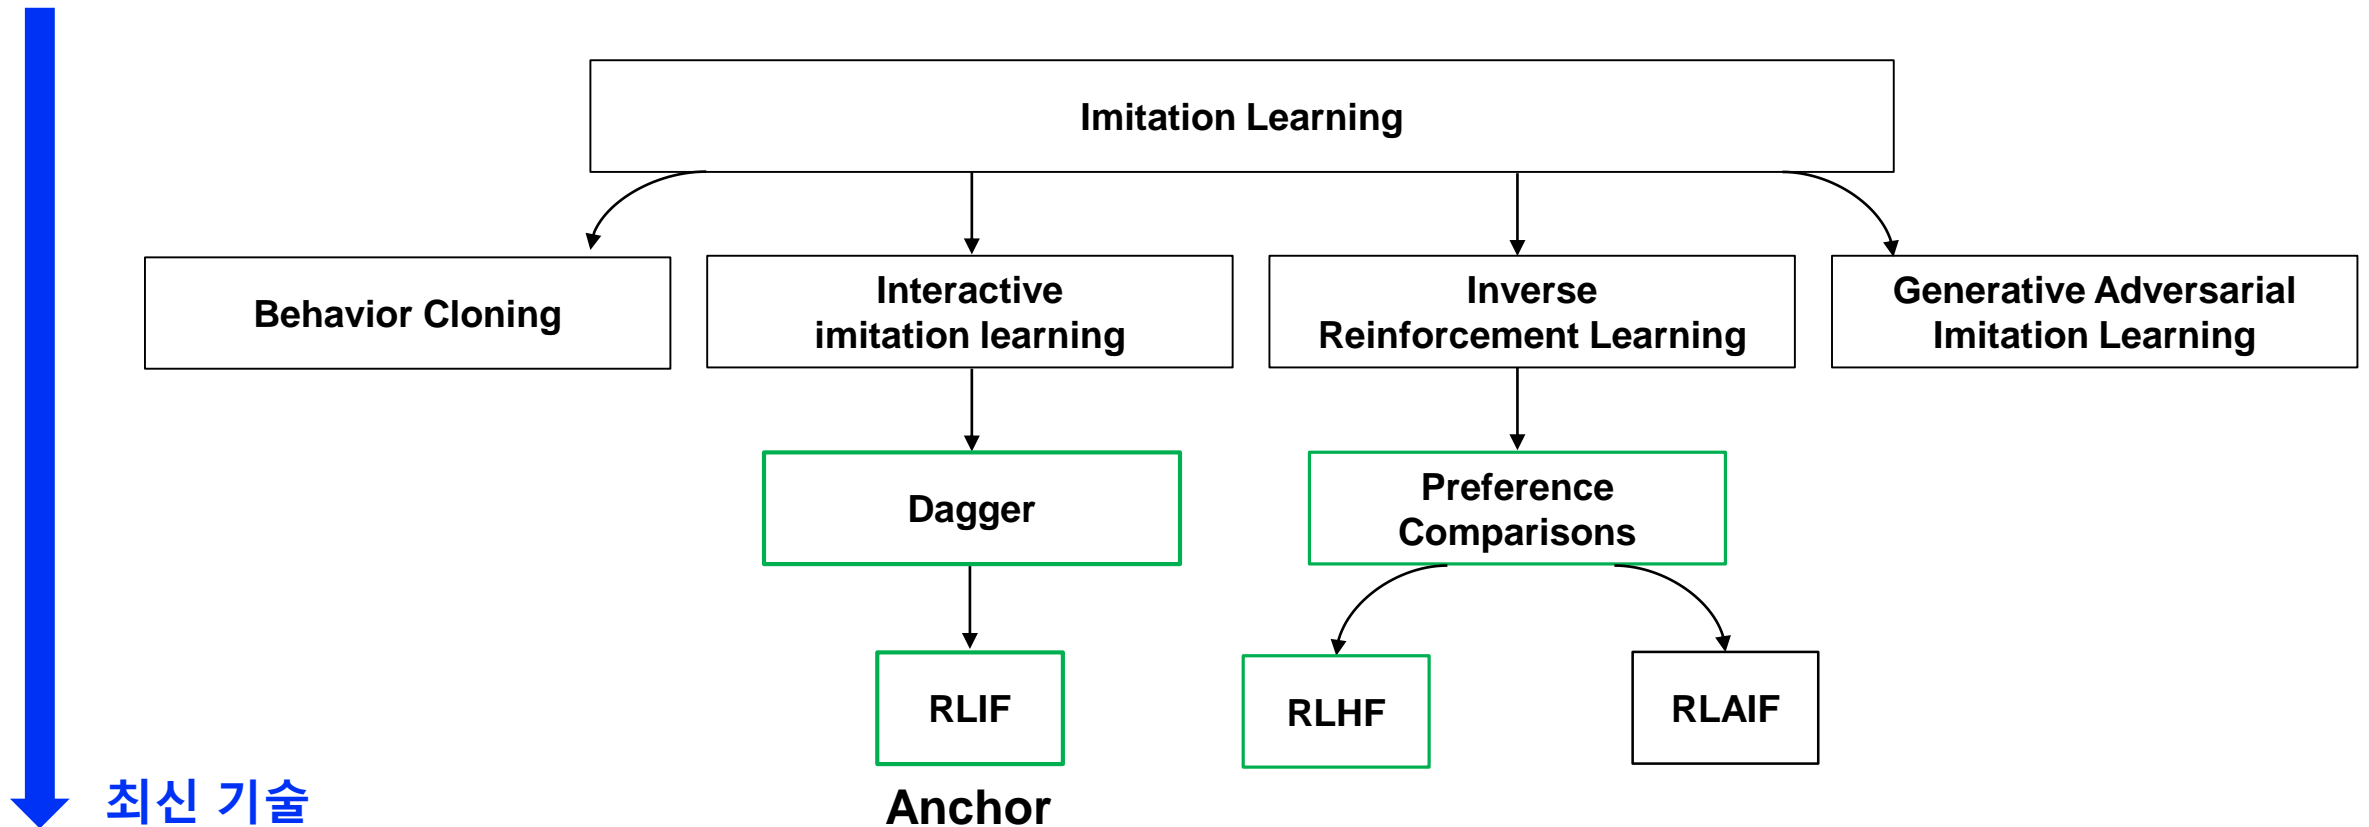 Imitation Learning
Behavior Cloning
Interactive
imitation learning
Inverse
Reinforcement Learning
Generative Adversarial
Imitation Learning
Dagger
Preference
Comparisons
RLIF
RLHF
RLAIF
최신 기술
Anchor